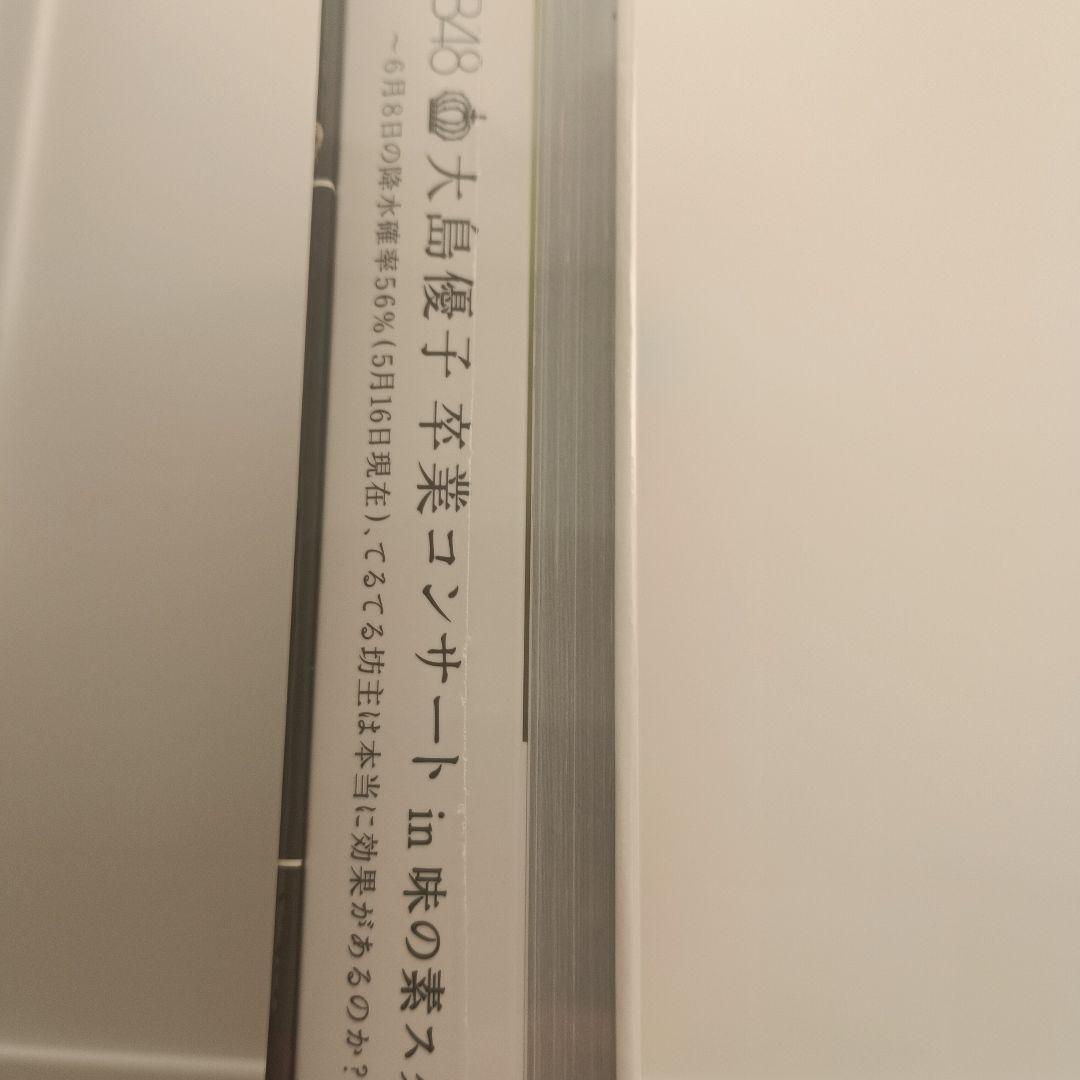 B48 大島優子 卒業コンサート in 味の素ス
～6月8日の降水確率56%(5月16日現在)、てるてる坊主は本当に効果があるのか?